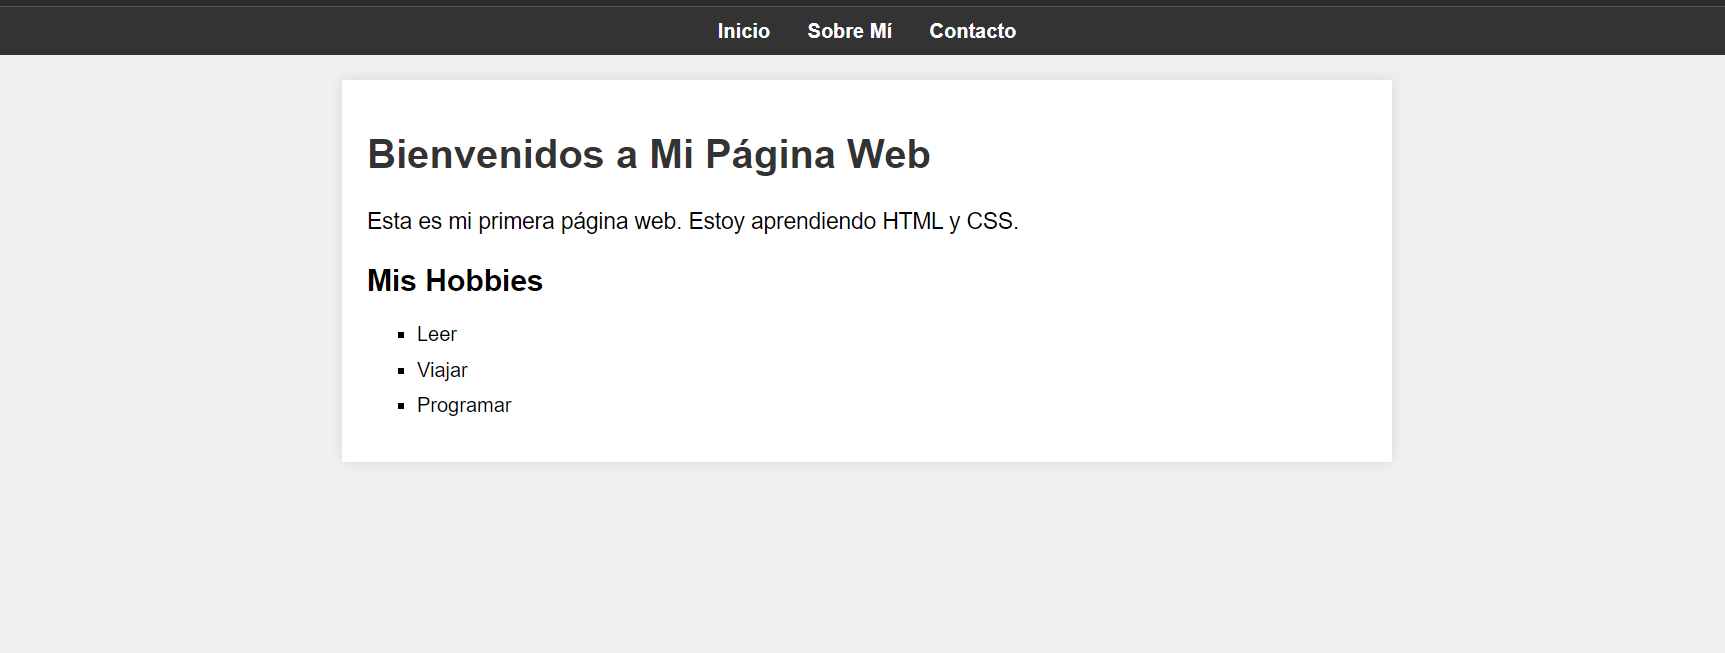 Inicio Sobre Mí Contacto
Bienvenidos a Mi Página Web
Esta es mi primera página web. Estoy aprendiendo HTML y CSS.
Mis Hobbies
Leer
Viajar
Programar